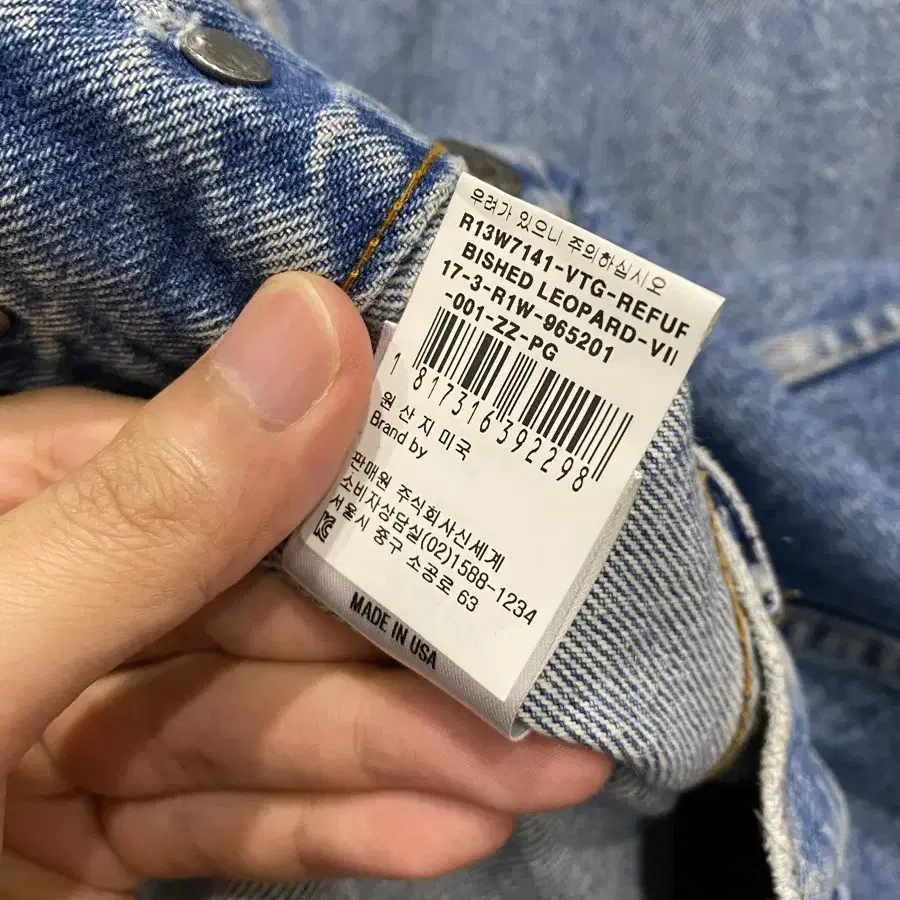 우려가 있으니 주의하십시오
R13W7141-VTG-REFUR
BISHED LEOPARD-VII
17-3-R1W-965201
-001-ZZ-PG
1817316392298
원 산 지 미국
Brand by
판매원 주식회사신세계
소비자상담실(02)1588-1234
서울시 중구 소공로 63
MADE IN USA